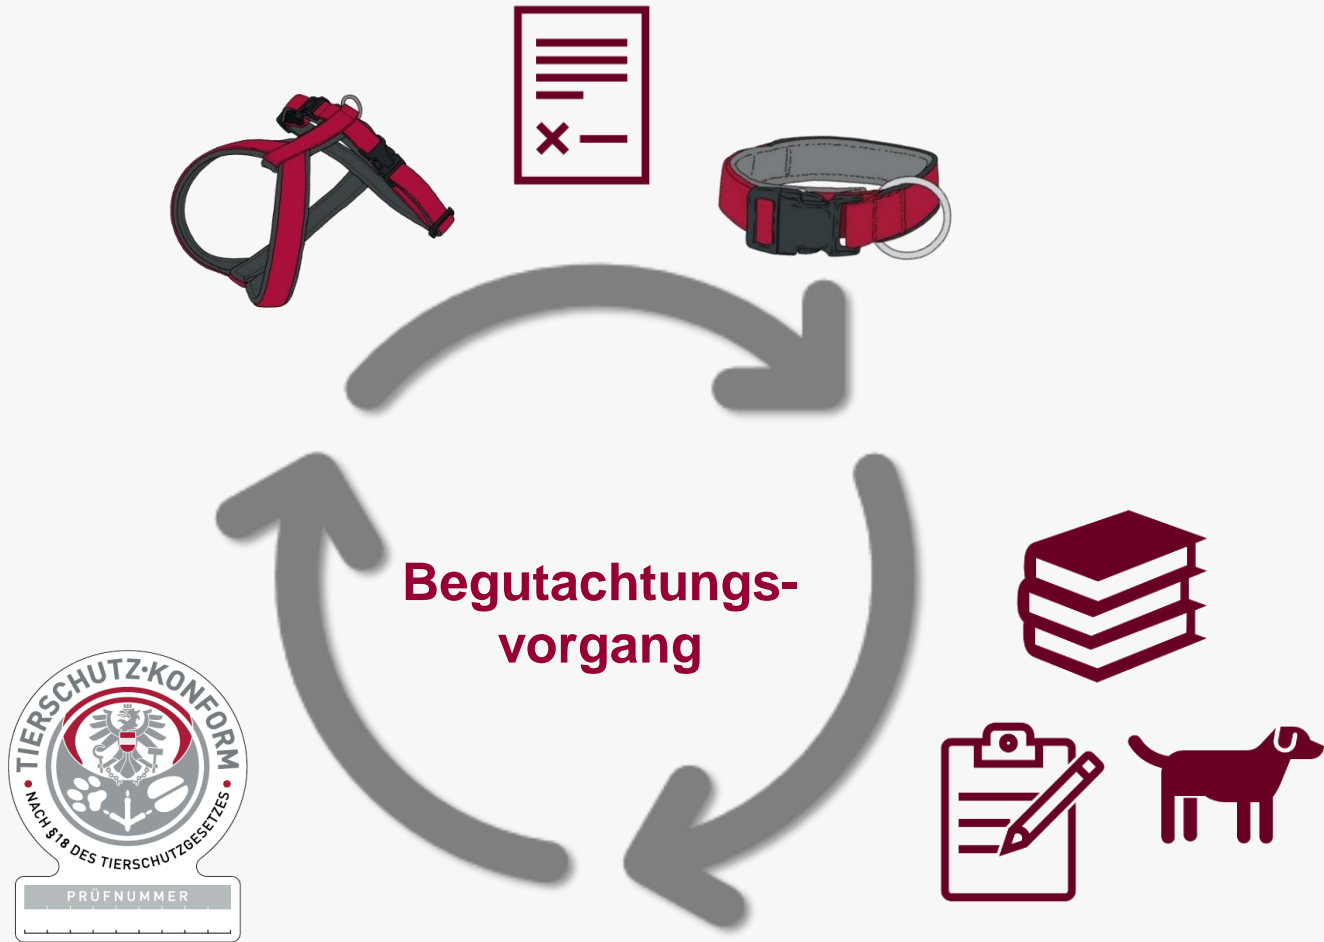 Begutachtungs-
vorgang
TIERSCHUTZ·KONFORM
• NACH §18 DES TIERSCHUTZGESETZES •
PRÜFNUMMER